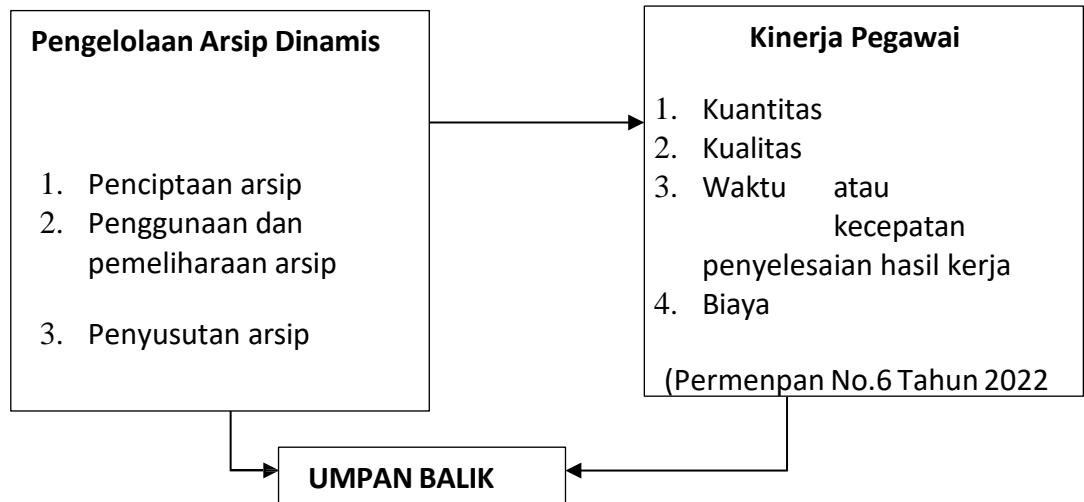 Pengelolaan Arsip Dinamis
1. Penciptaan arsip
2. Penggunaan dan
pemeliharaan arsip
3. Penyusutan arsip
Kinerja Pegawai
1. Kuantitas
2. Kualitas
3. Waktu atau
kecepatan
penyelesaian hasil kerja
4. Biaya
(Permenpan No.6 Tahun 2022
UMPAN BALIK